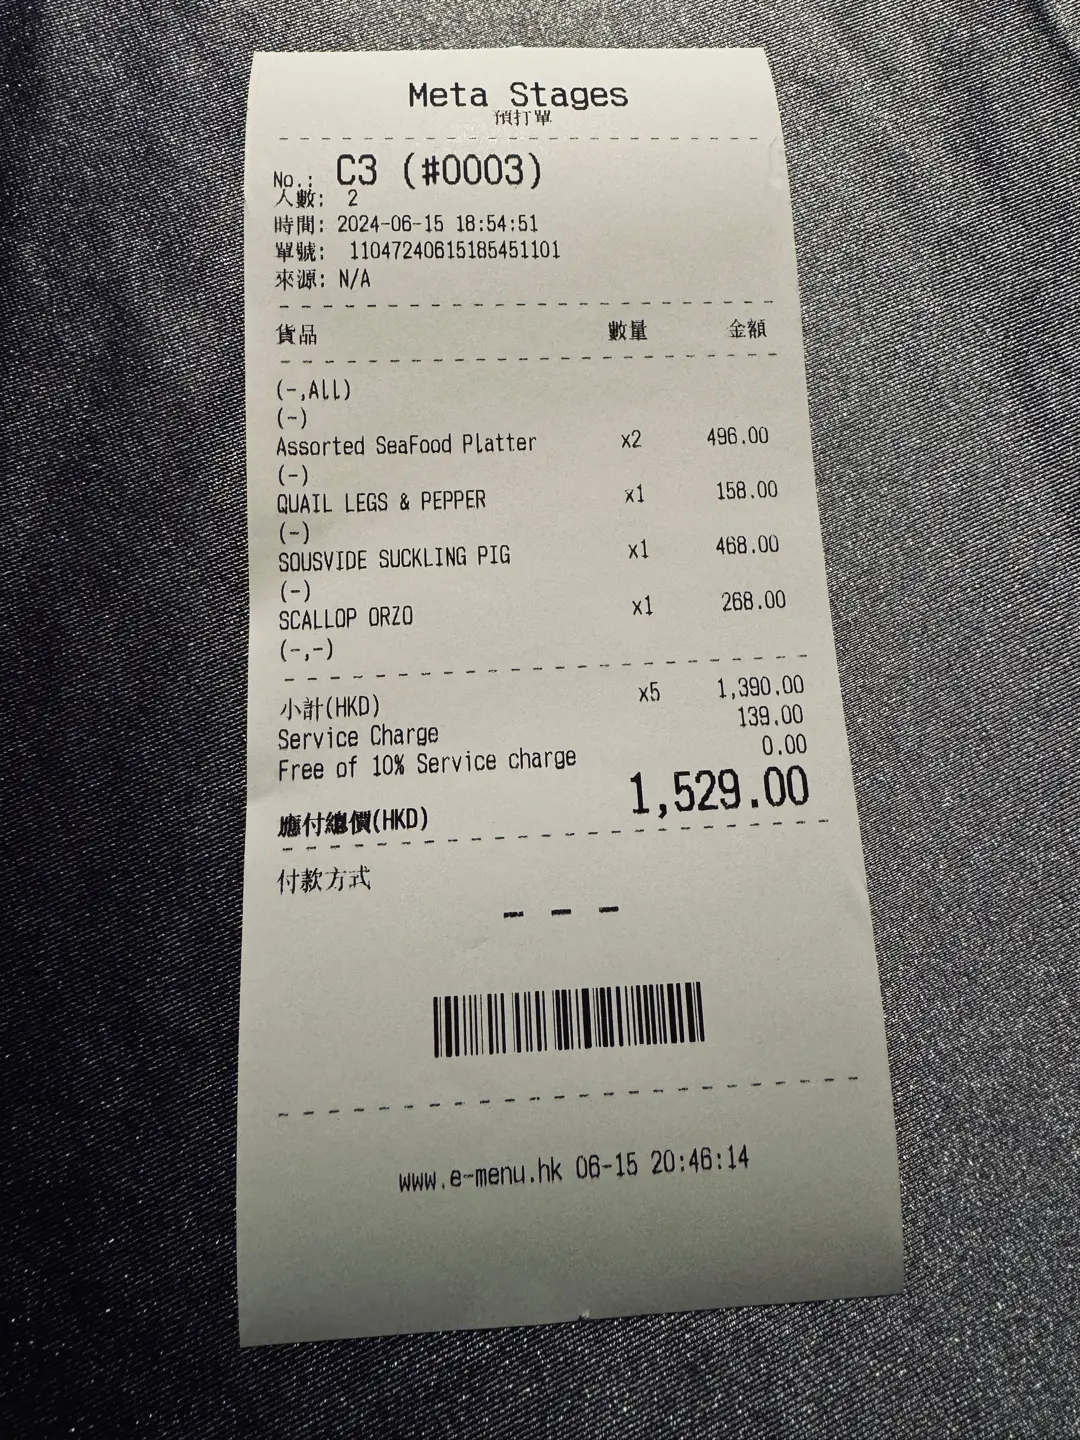 Meta Stages
預打單
No.: C3 (#0003)
人數: 2
時間: 2024-06-15 18:54:51
單號: 11047240615185451101
來源: N/A
貨品 數量 金額
(-,All)
(-)
Assorted SeaFood Platter x2 496.00
(-)
QUAIL LEGS & PEPPER x1 158.00
(-)
SOUSVIDE SUCKLING PIG x1 468.00
(-)
SCALLOP ORZO x1 268.00
(-,-)
小計(HKD) x5 1,390.00
Service Charge 139.00
Free of 10% Service charge 0.00
應付總價(HKD) 1,529.00
付款方式
- - -
www.e-menu.hk 06-15 20:46:14